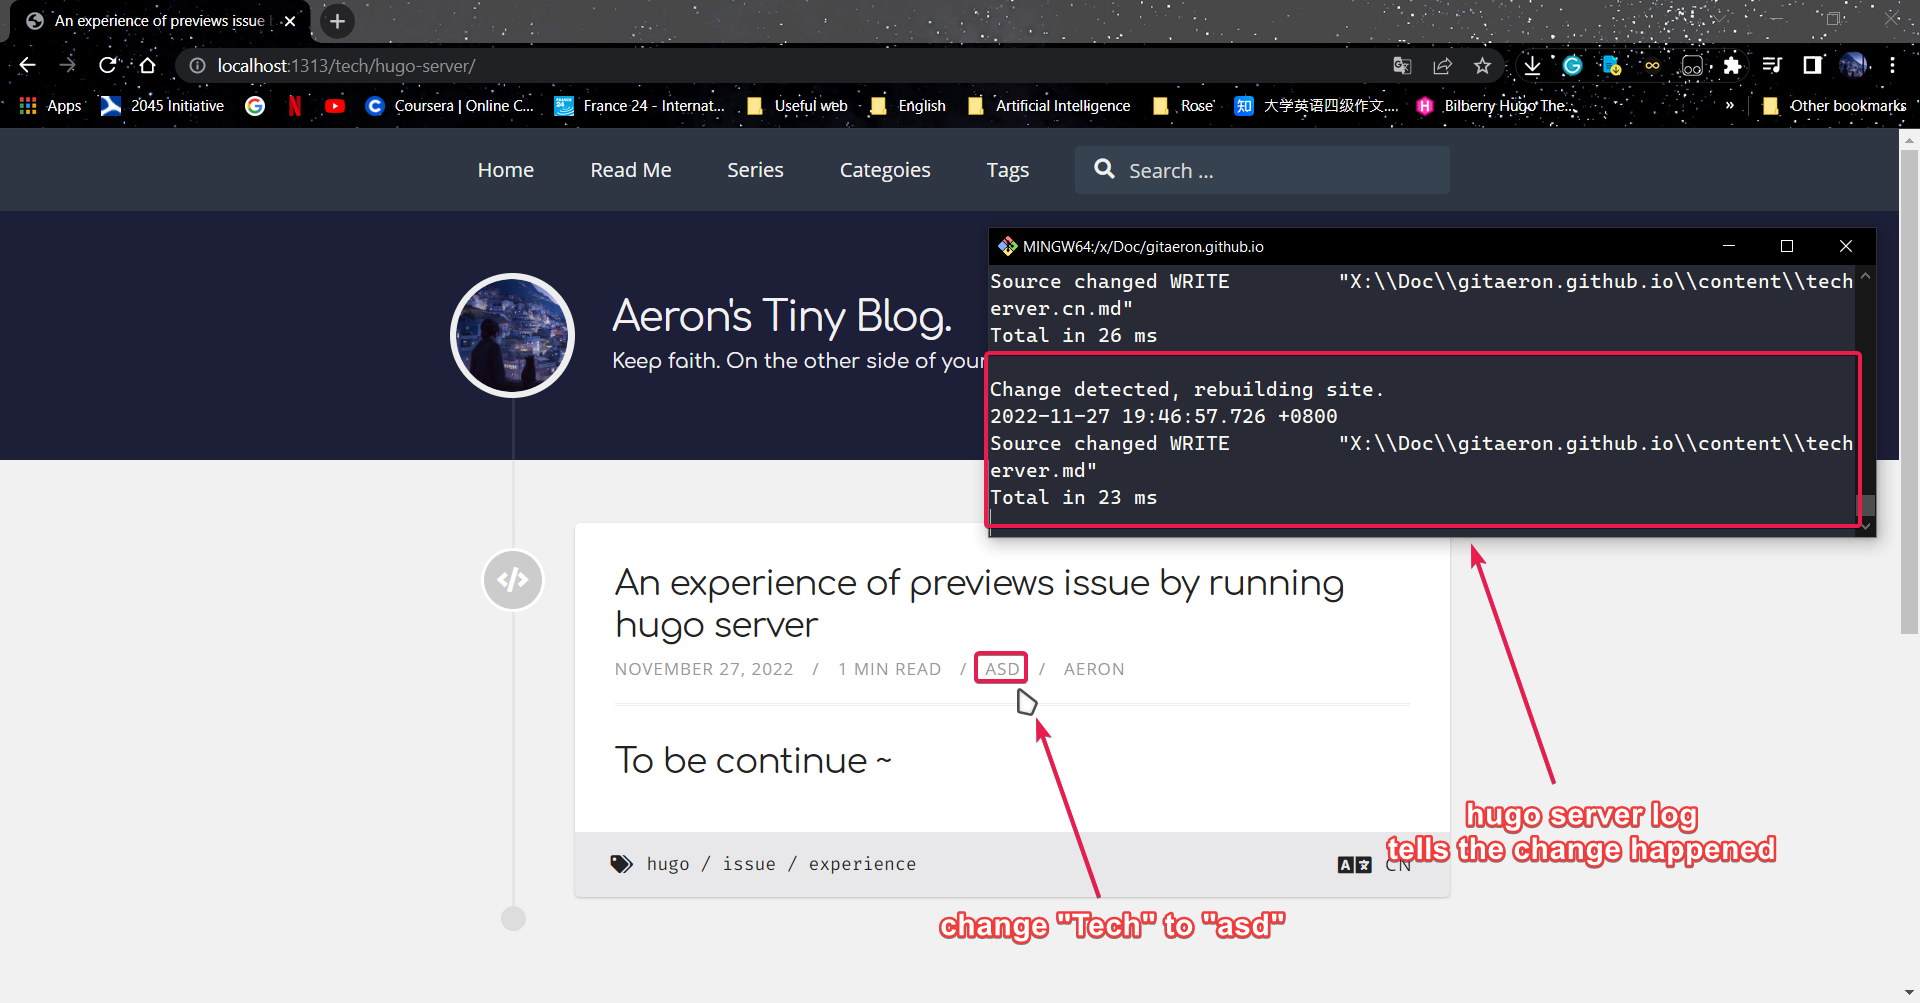 An experience of previews issue
localhost:1313/tech/hugo-server/
Apps
2045 Initiative
Coursera | Online C...
France 24 - Internat...
Useful web
English
Artificial Intelligence
Rose
大学英语四级作文....
Bilberry Hugo The...
»
Other bookmarks
Home
Read Me
Series
Categoies
Tags
Search ...
Aeron's Tiny Blog.
Keep faith. On the other side of your
MINGW64:/x/Doc/gitaeron.github.io
Source changed WRITE "X:\\Doc\\gitaeron.github.io\\content\\tech
erver.cn.md"
Total in 26 ms
Change detected, rebuilding site.
2022-11-27 19:46:57.726 +0800
Source changed WRITE "X:\\Doc\\gitaeron.github.io\\content\\tech
erver.md"
Total in 23 ms
An experience of previews issue by running
hugo server
NOVEMBER 27, 2022 / 1 MIN READ / ASD / AERON
To be continue ~
hugo / issue / experience
CN
hugo server log
tells the change happened
change "Tech" to "asd"